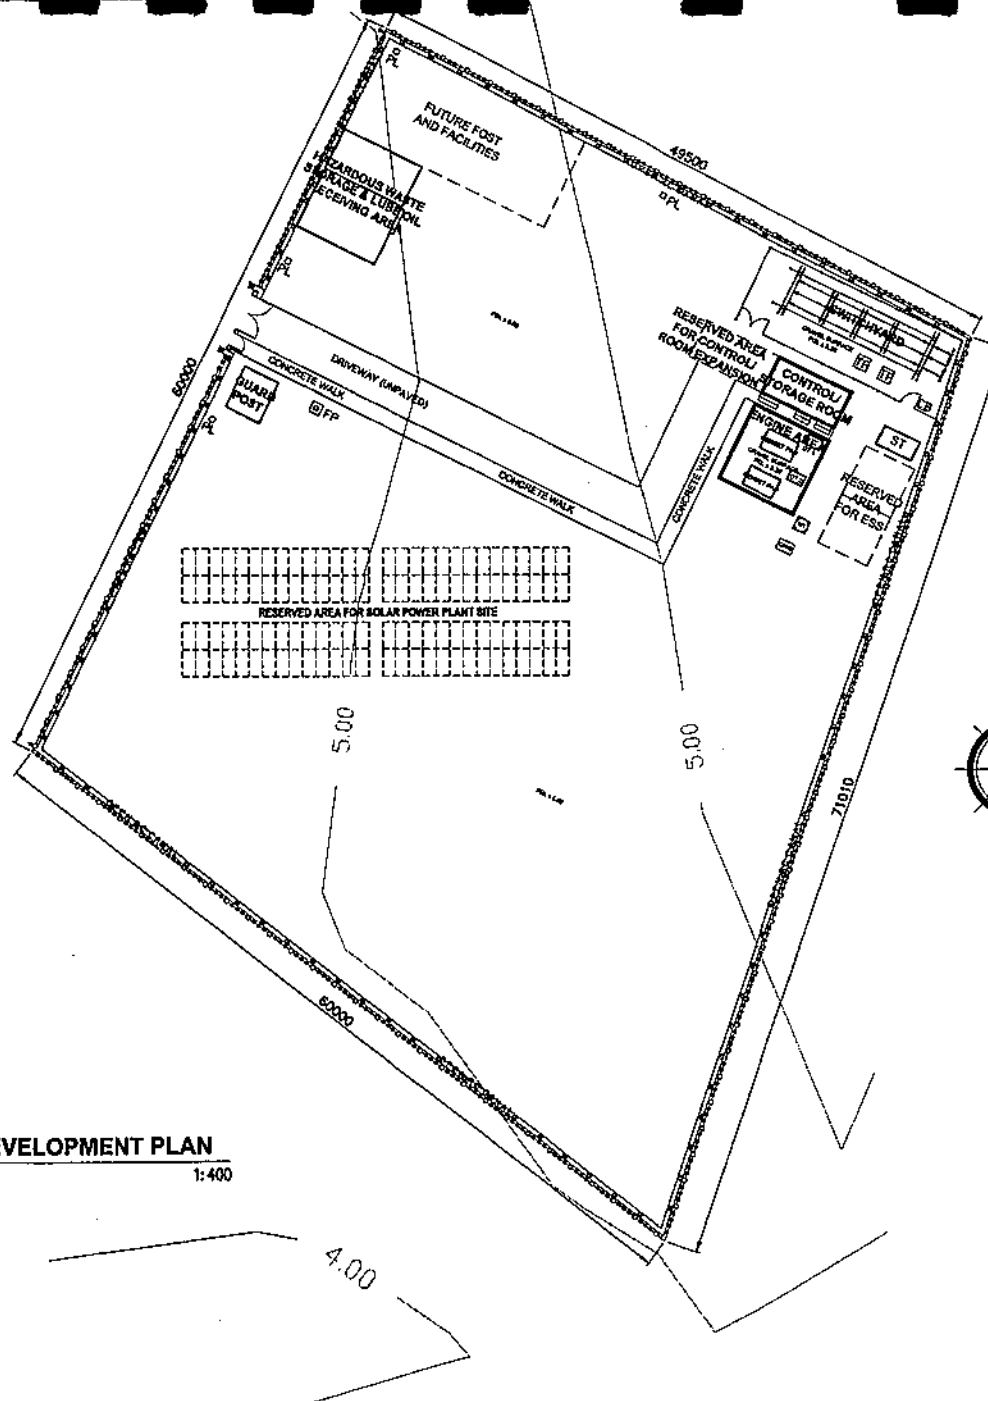 PL
FUTURE FOST
AND FACILITIES
49500
HAZARDOUS WASTE
STORAGE & LUBE OIL
RECEIVING AREA
PL
PL
SWITCHYARD
RESERVED AREA
FOR CONTROL/
ROOM EXPANSION
CONTROL/
STORAGE ROOM
60000
DRIVEWAY (UNPAVED)
CONCRETE WALK
GUARD
POST
FP
PL
ENGINE AREA
ST
RESERVED
AREA
FOR ESS
CONCRETE WALK
CONCRETE WALK
RESERVED AREA FOR SOLAR POWER PLANT SITE
5.00
5.00
71010
60000
EVELOPMENT PLAN
1:400
4.00